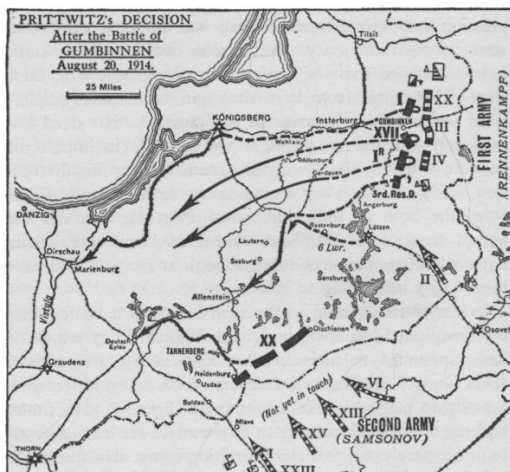 PRITTWITZ's DECISION
After the Battle of
GUMBINNEN
August 20, 1914.
25 Miles
Tilsit
I
XX
KÖNIGSBERG
Insterburg
GUMBINNEN
III
Wehlau
XVII
Allenburg
FIRST ARMY
(RENNENKAMPF)
IR
IV
Gerdauen
3rd.Res.D.
DANZIG
Angerburg
Dirschau
Rastenburg
Lötzen
Marienburg
Lautern
6 Lwr.
II
Seeburg
Vistula
Sensburg
Allenstein
Deutsch
Eylau
XX
Olschienen
Osovets
TANNENBERG
Graudenz
Neidenburg
Usdau
VI
Soldau
(Not yet in touch)
SECOND ARMY
XIII
(SAMSONOV)
Mlava
XV
THORN
XXIII